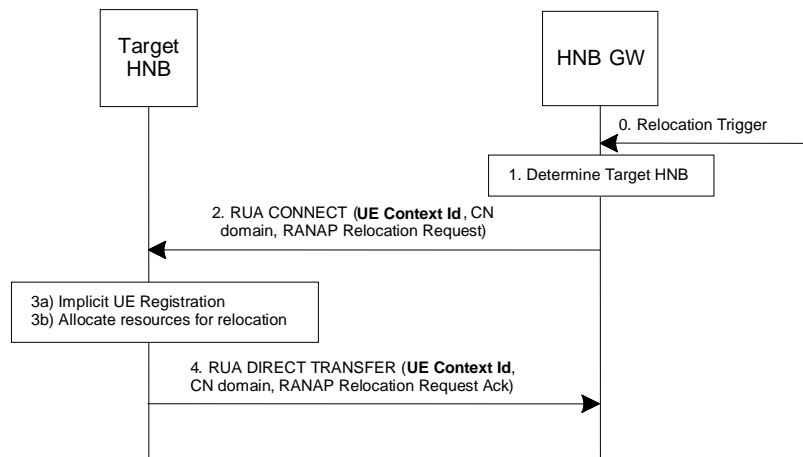 Target
HNB
HNB GW
0. Relocation Trigger
1. Determine Target HNB
2. RUA CONNECT (UE Context Id, CN
domain, RANAP Relocation Request)
3a) Implicit UE Registration
3b) Allocate resources for relocation
4. RUA DIRECT TRANSFER (UE Context Id,
CN domain, RANAP Relocation Request Ack)